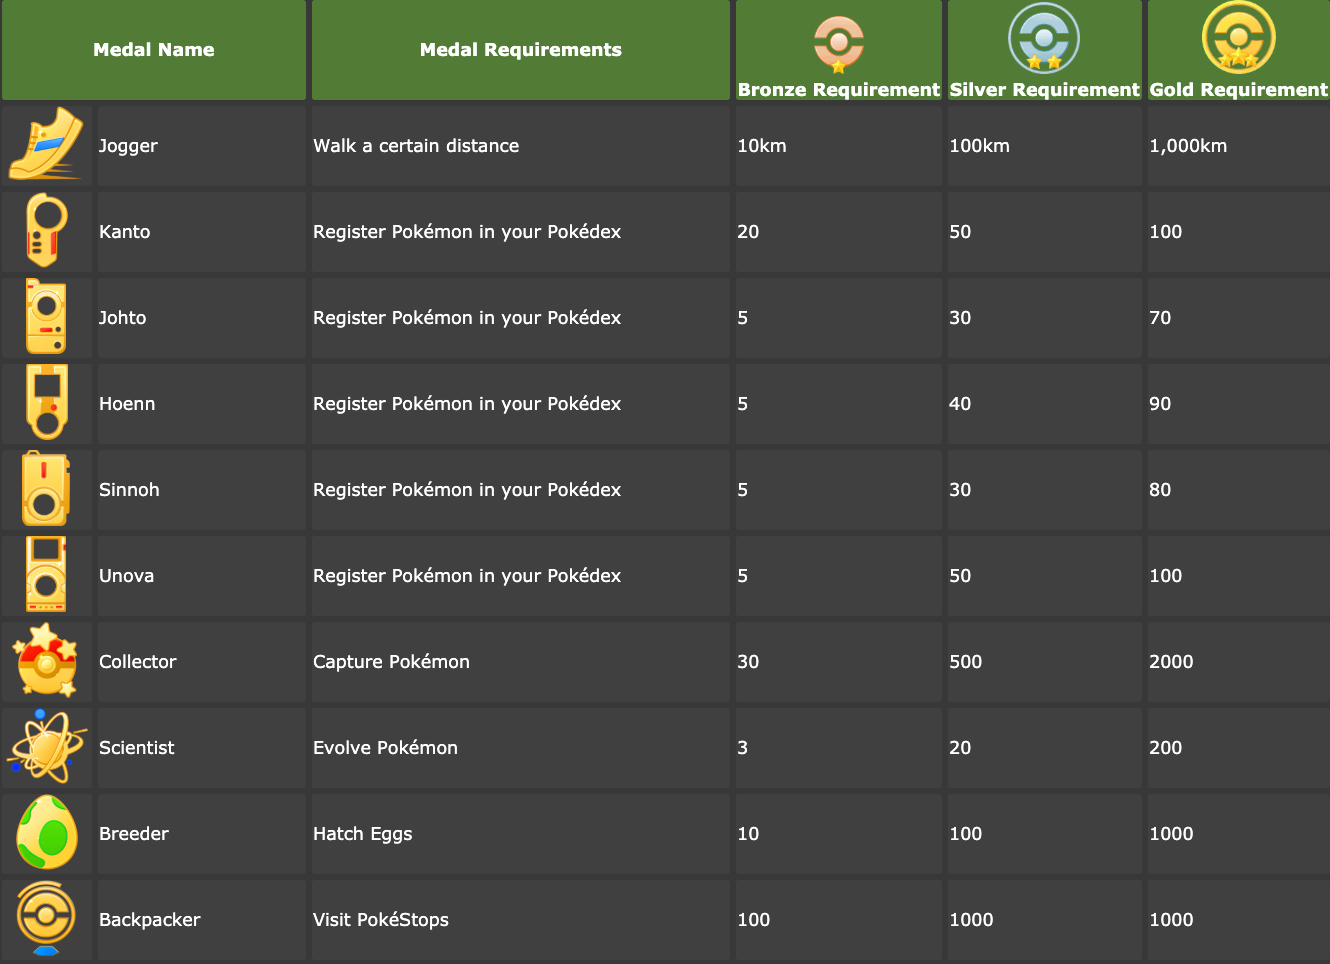 Medal Name Medal Requirements Bronze Requirement Silver Requirement Gold Requirement
Jogger Walk a certain distance 10km 100km 1,000km
Kanto Register Pokémon in your Pokédex 20 50 100
Johto Register Pokémon in your Pokédex 5 30 70
Hoenn Register Pokémon in your Pokédex 5 40 90
Sinnoh Register Pokémon in your Pokédex 5 30 80
Unova Register Pokémon in your Pokédex 5 50 100
Collector Capture Pokémon 30 500 2000
Scientist Evolve Pokémon 3 20 200
Breeder Hatch Eggs 10 100 1000
Backpacker Visit PokéStops 100 1000 1000